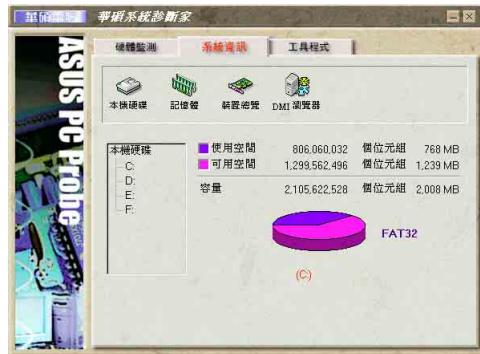 華碩系統診斷家
ASUS PC Probe
硬體監測 系統資訊 工具程式
本機硬碟 記憶體 裝置總覽 DMI 瀏覽器
本機硬碟
C:
D:
E:
F:
使用空間 806,060,032 個位元組 768 MB
可用空間 1,299,562,496 個位元組 1,239 MB
容量 2,105,622,528 個位元組 2,008 MB
FAT32
(C:)